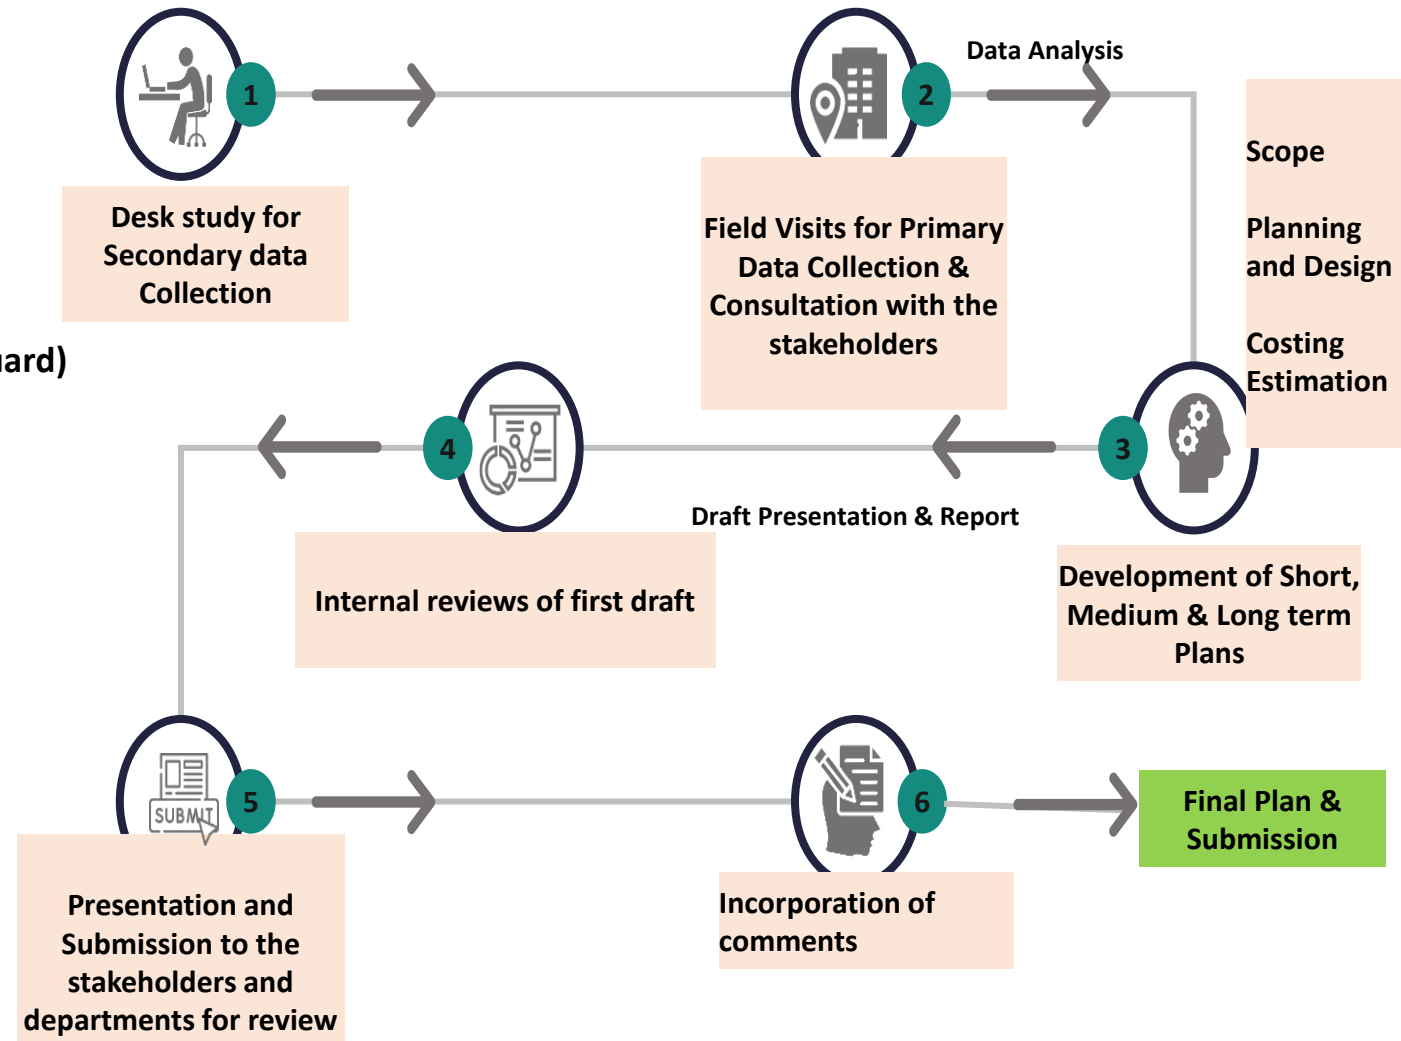 1
2
Data Analysis
Desk study for
Secondary data
Collection
Field Visits for Primary
Data Collection &
Consultation with the
stakeholders
Scope
Planning
and Design
Costing
Estimation
4
3
Draft Presentation & Report
Internal reviews of first draft
Development of Short,
Medium & Long term
Plans
SUBMIT
5
6
Final Plan &
Submission
Presentation and
Submission to the
stakeholders and
departments for review
Incorporation of
comments